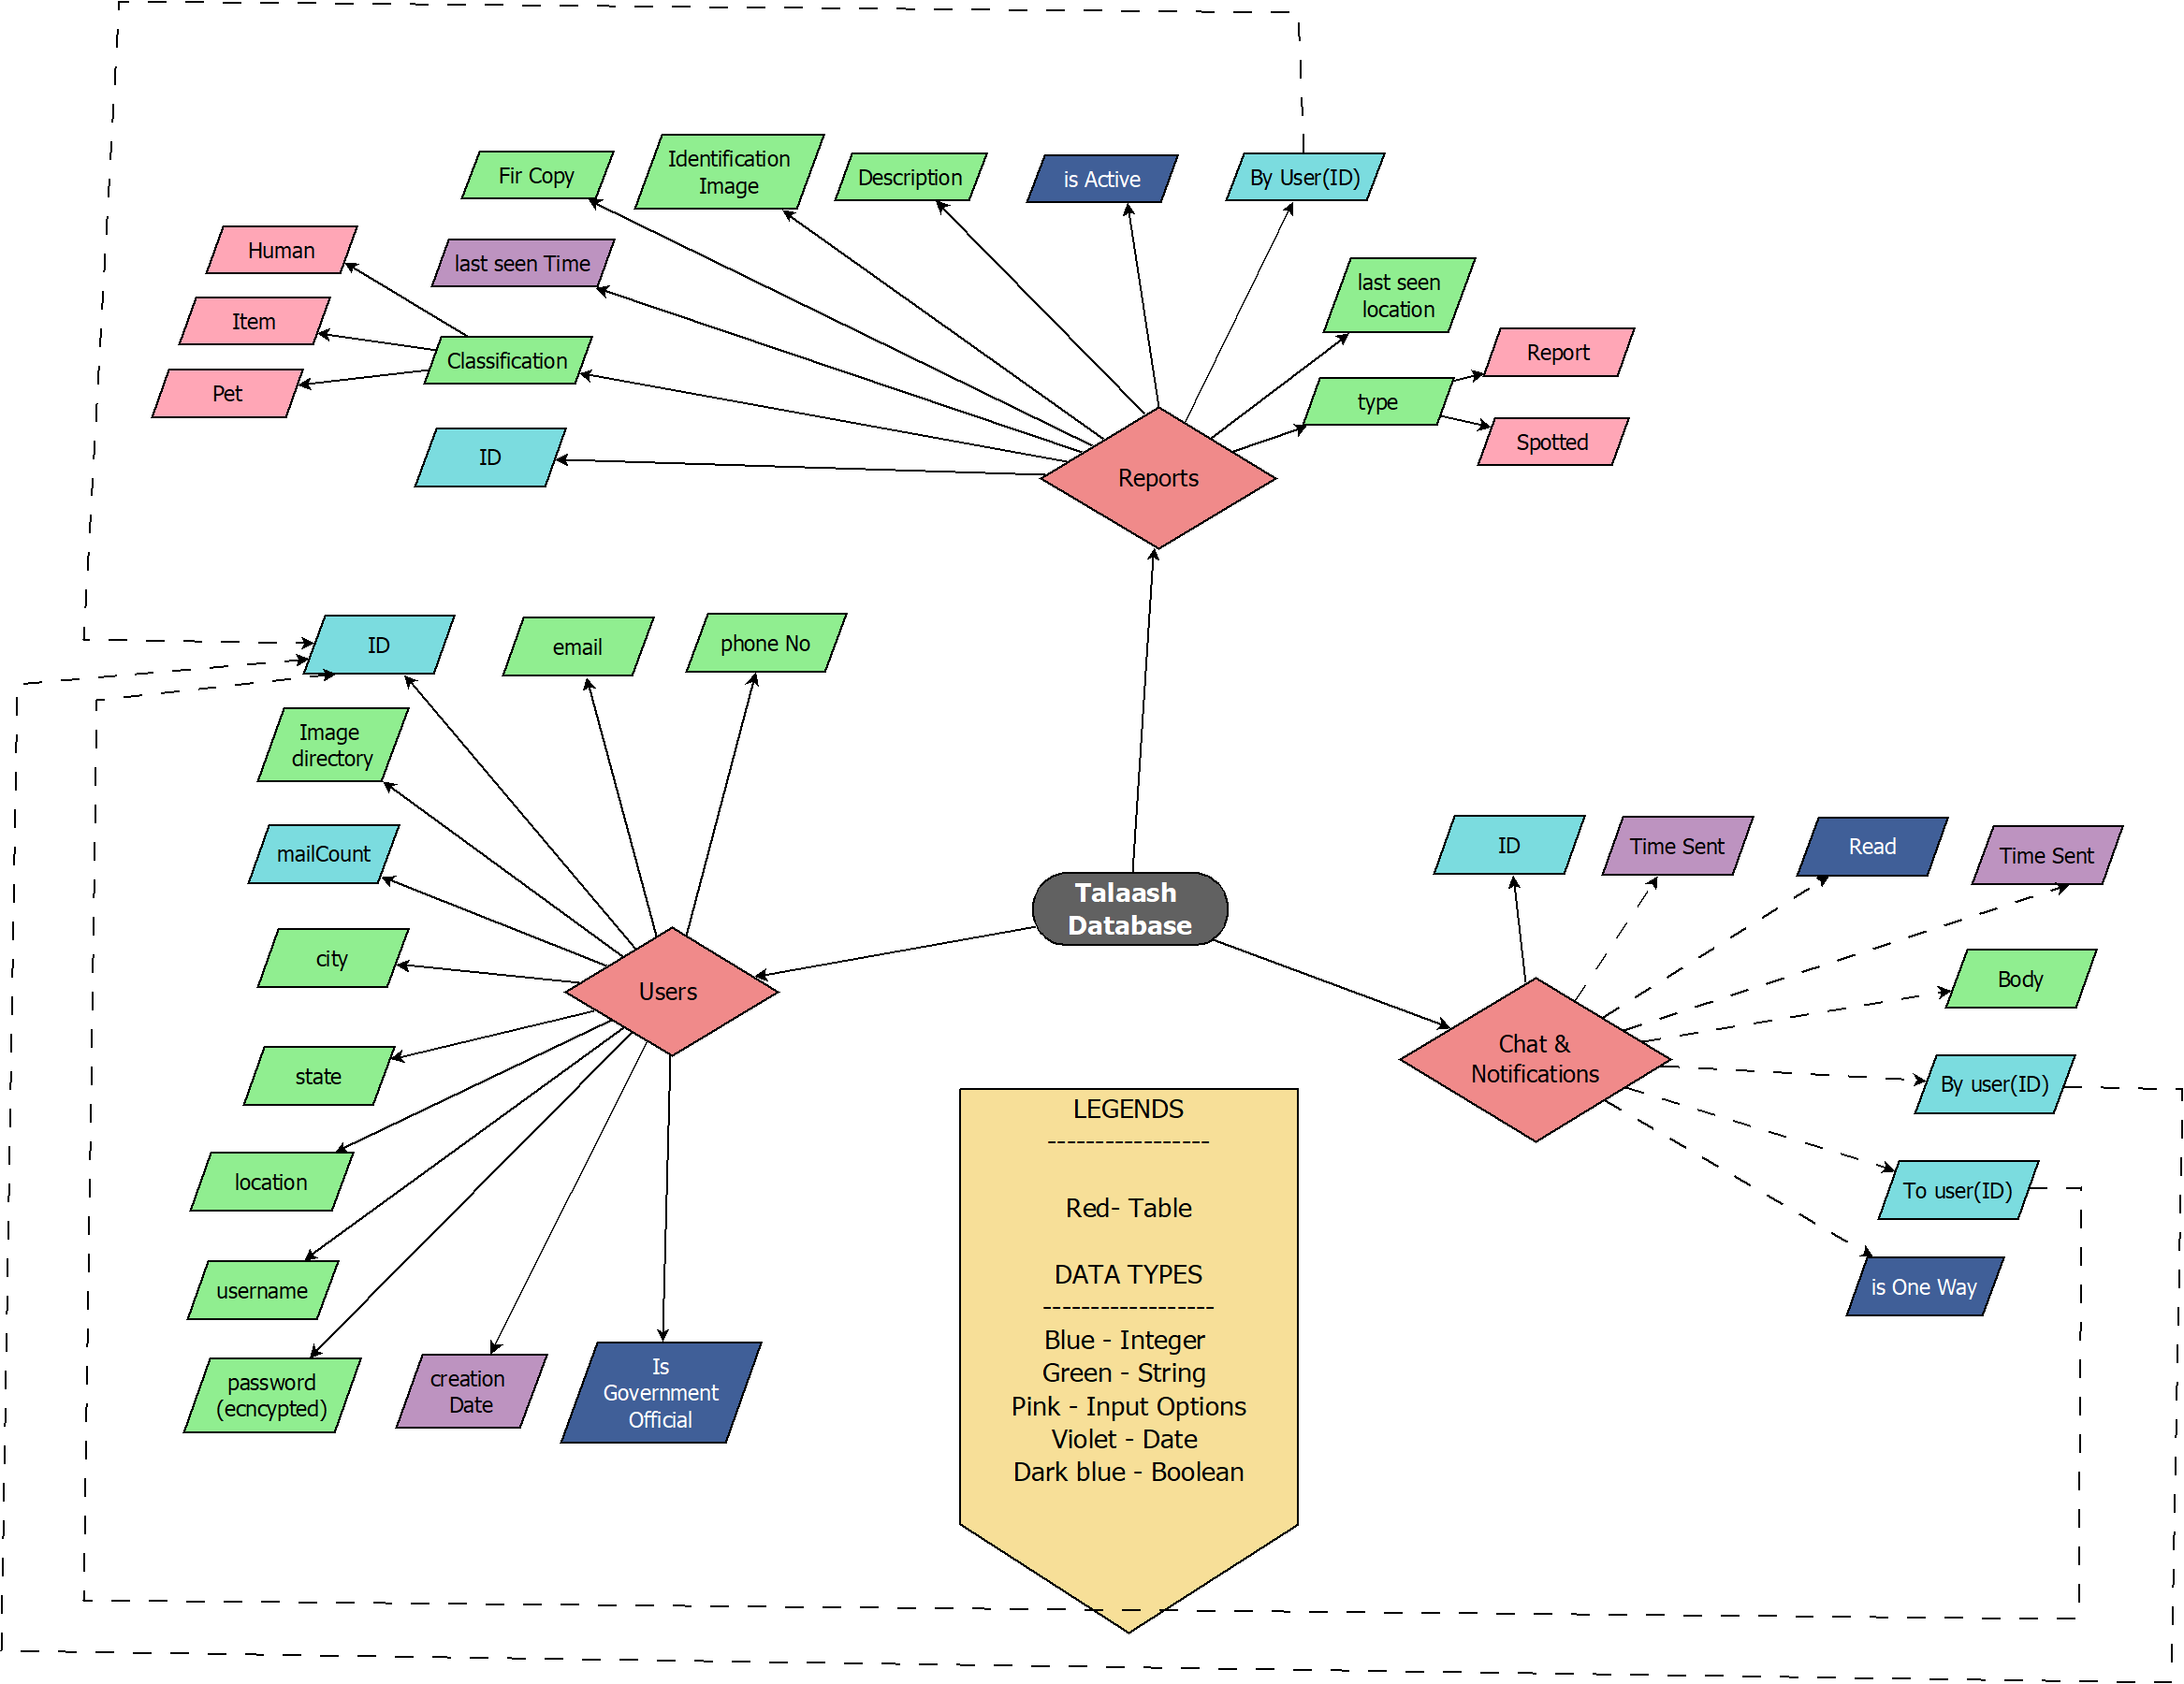 Fir Copy
Identification
Image
Description
is Active
By User(ID)
Human
last seen Time
last seen
location
Item
Report
Classification
Pet
type
Spotted
ID
Reports
ID
email
phone No
Image
directory
mailCount
city
state
location
username
password
(ecncypted)
creation
Date
Is
Government
Official
Users
Talaash
Database
ID
Time Sent
Read
Time Sent
Body
By user(ID)
To user(ID)
is One Way
Chat &
Notifications
LEGENDS
-----------------
Red- Table
DATA TYPES
------------------
Blue - Integer
Green - String
Pink - Input Options
Violet - Date
Dark blue - Boolean